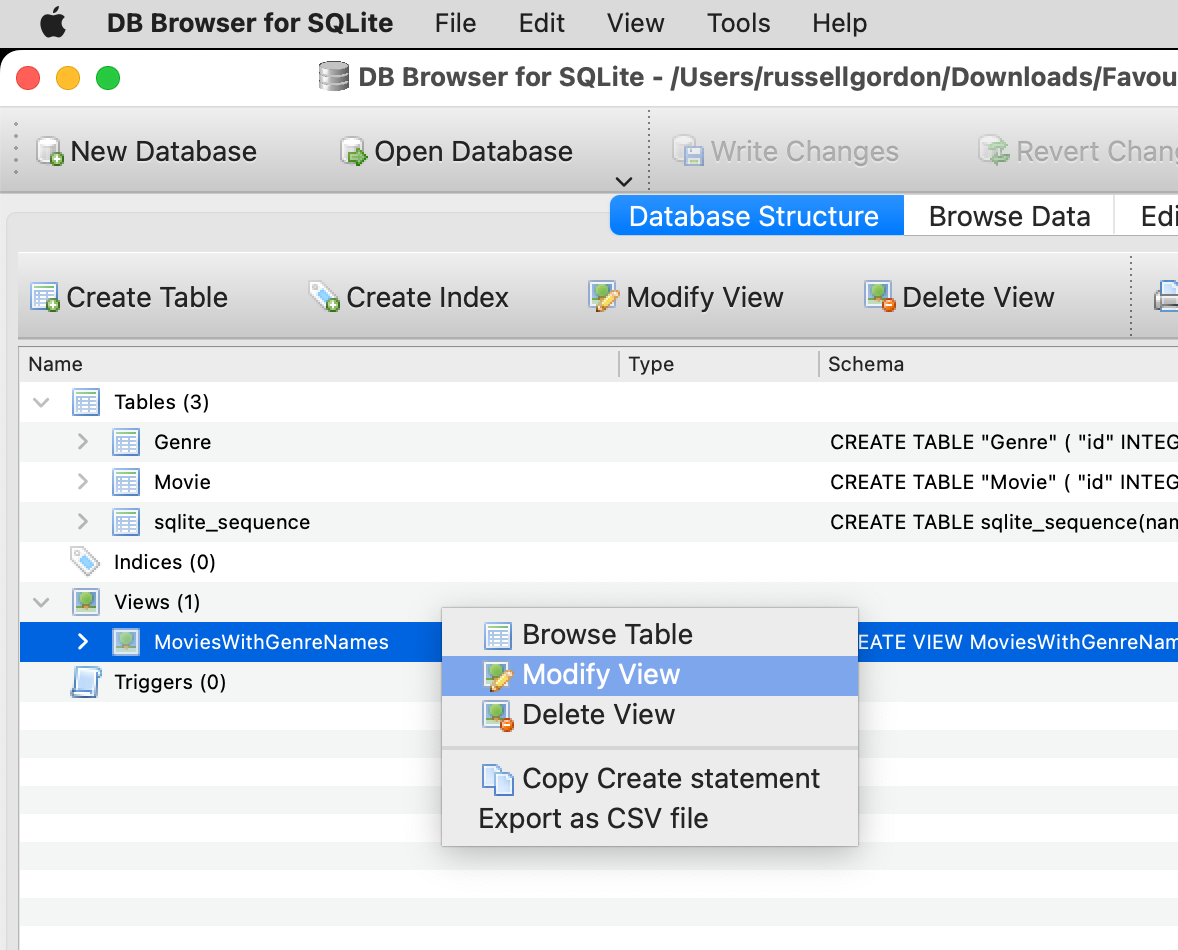 DB Browser for SQLite File Edit View Tools Help
DB Browser for SQLite - /Users/russellgordon/Downloads/Favou
New Database Open Database Write Changes Revert Chang
Database Structure Browse Data Edi
Create Table Create Index Modify View Delete View
Name Type Schema
Tables (3)
Genre CREATE TABLE "Genre" ( "id" INTEG
Movie CREATE TABLE "Movie" ( "id" INTEG
sqlite_sequence CREATE TABLE sqlite_sequence(nam
Indices (0)
Views (1)
MoviesWithGenreNames EATE VIEW MoviesWithGenreNam
Triggers (0)
Browse Table
Modify View
Delete View
Copy Create statement
Export as CSV file